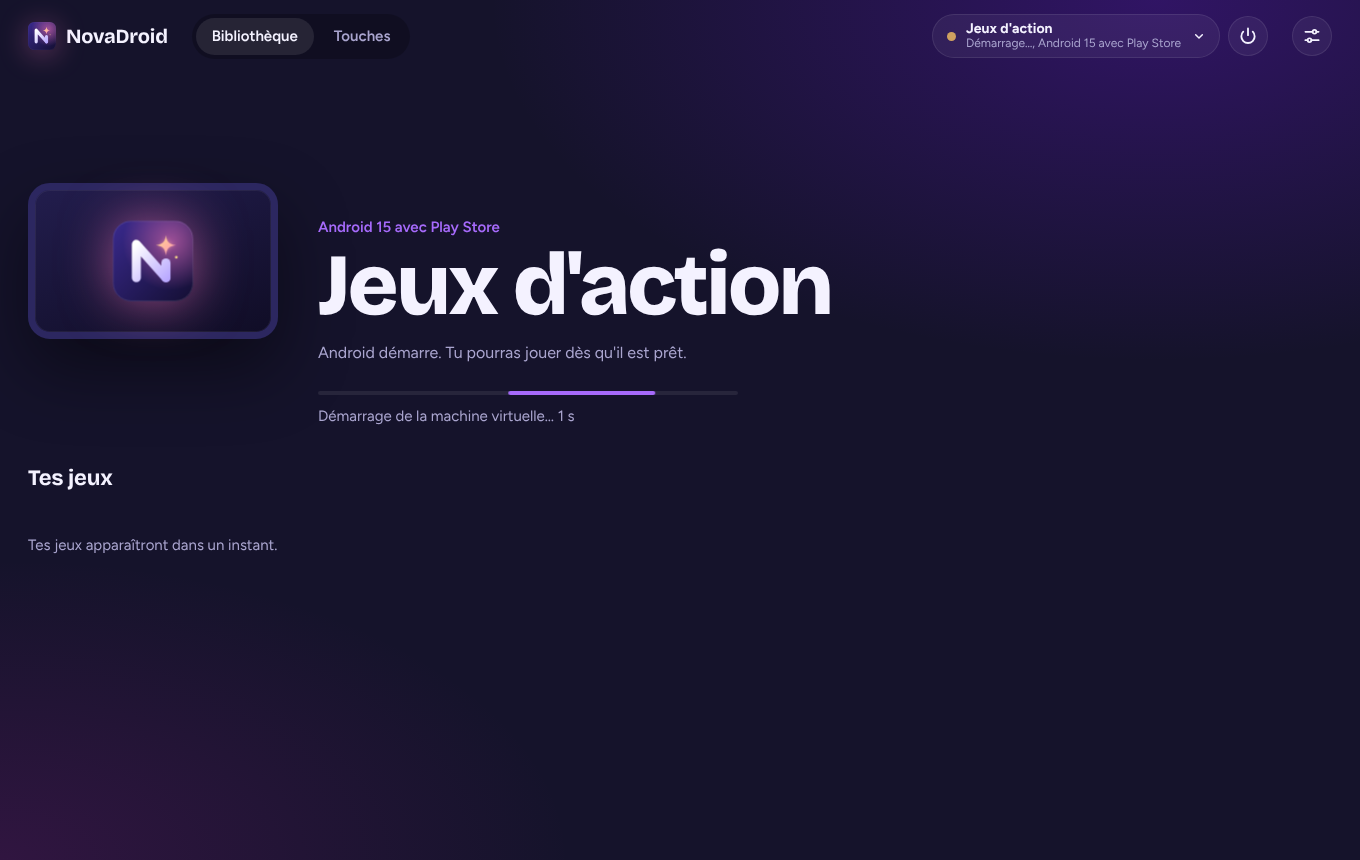 NovaDroid
Bibliothèque
Touches
Jeux d'action
Démarrage..., Android 15 avec Play Store
N
Android 15 avec Play Store
Jeux d'action
Android démarre. Tu pourras jouer dès qu'il est prêt.
Démarrage de la machine virtuelle... 1 s
Tes jeux
Tes jeux apparaîtront dans un instant.